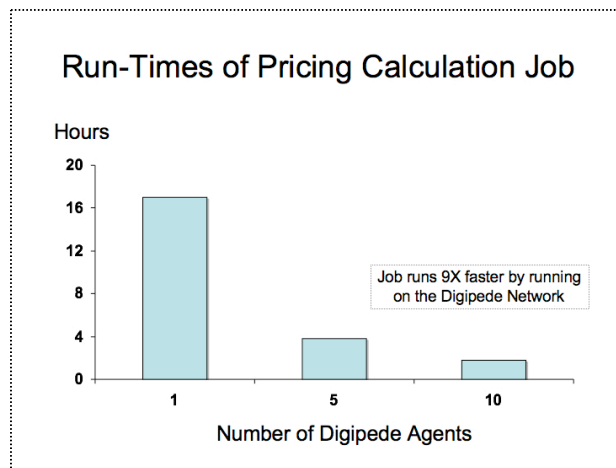 Run-Times of Pricing Calculation Job
Hours
20
16
12
8
4
0
Job runs 9X faster by running
on the Digipede Network
1 5 10
Number of Digipede Agents